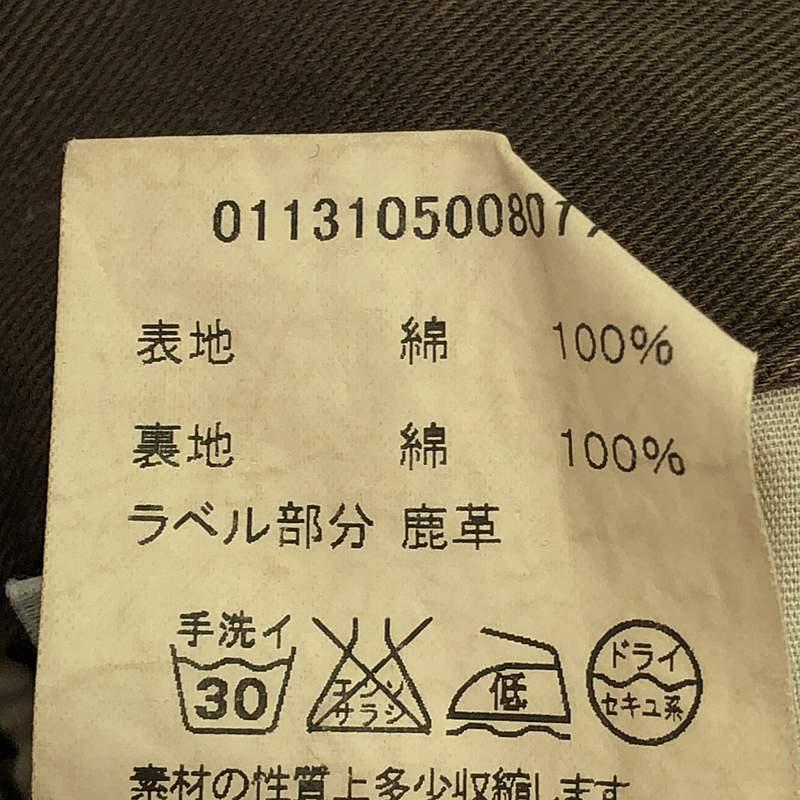 011310500807
表地 綿 100%
裏地 綿 100%
ラベル部分 鹿革
手洗イ
30
エンソ
サラシ
低
ドライ
セキユ系
素材の性質上多少収縮します